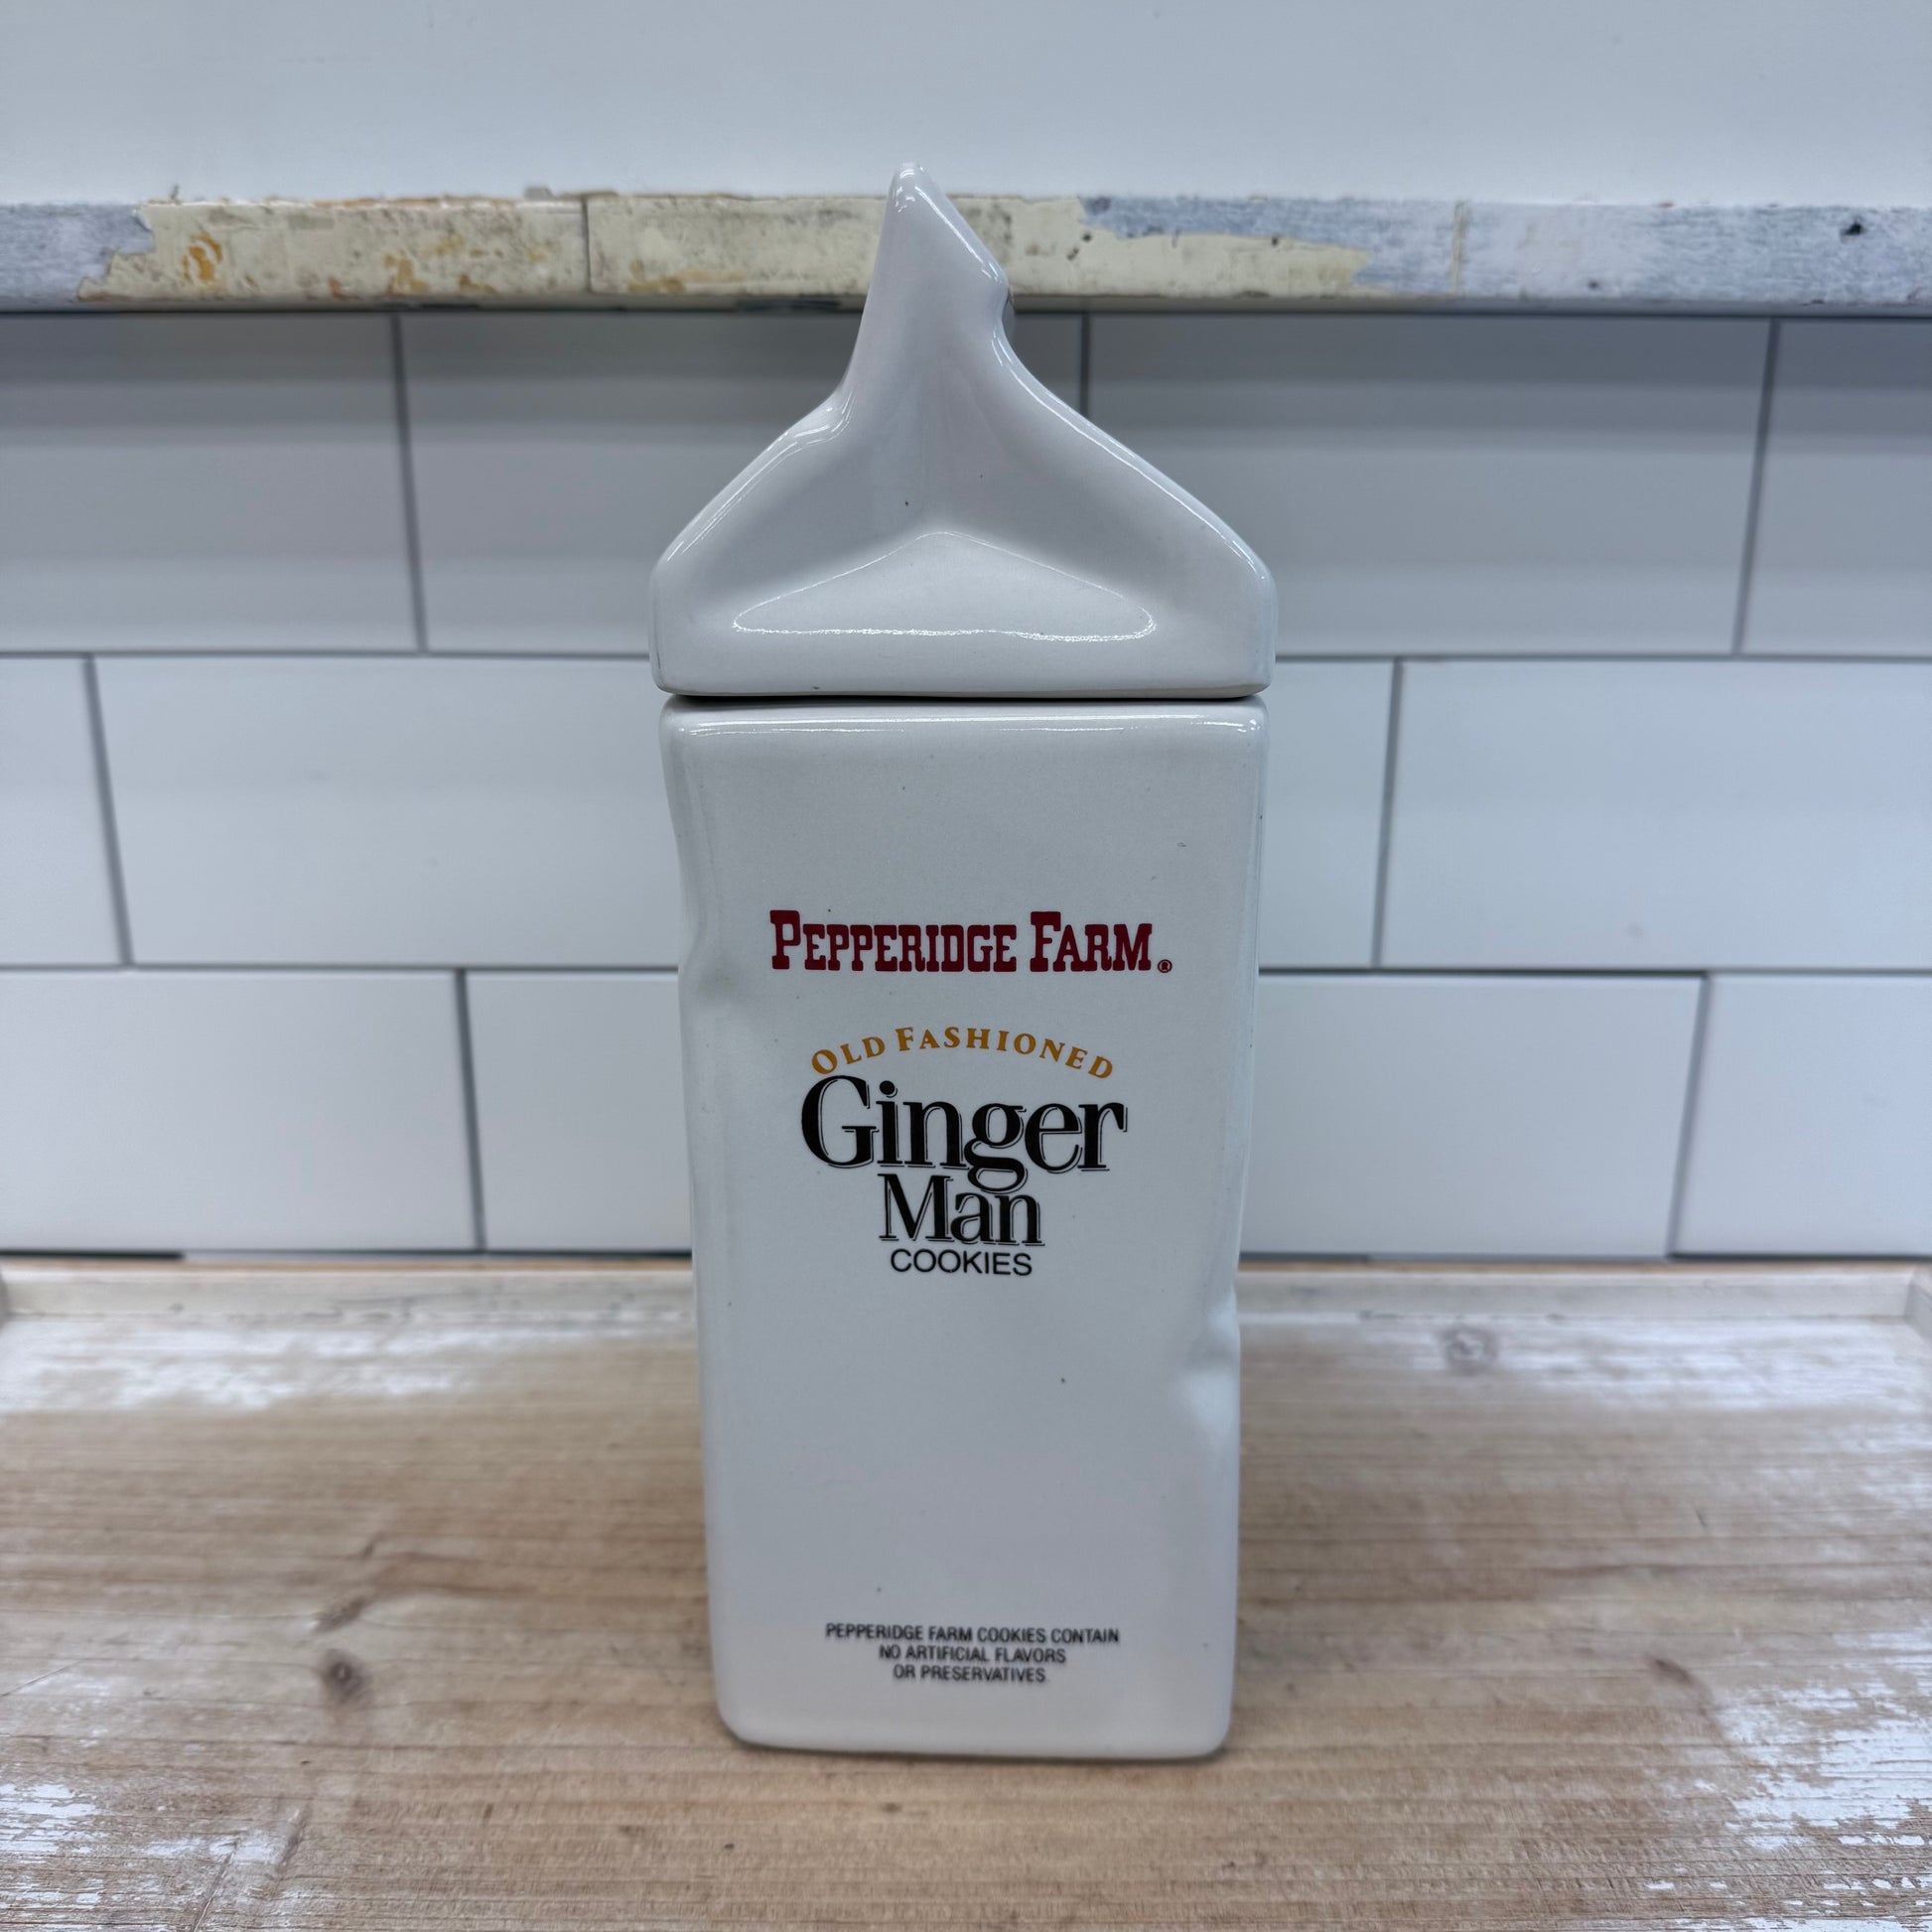 PEPPERIDGE FARM®
OLD FASHIONED
Ginger
Man
COOKIES
PEPPERIDGE FARM COOKIES CONTAIN
NO ARTIFICIAL FLAVORS
OR PRESERVATIVES